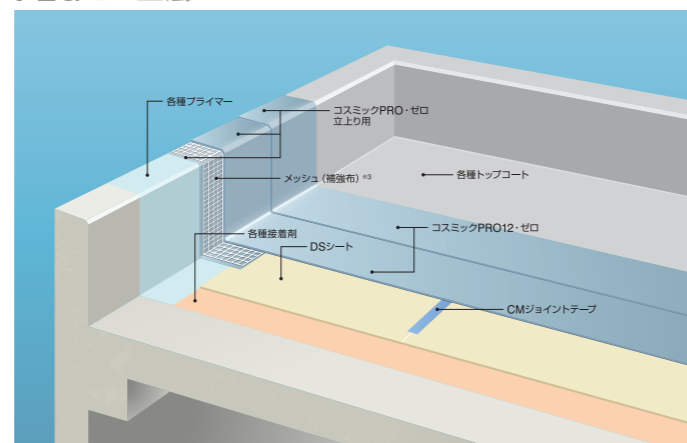 各種プライマー
コスミックPRO・ゼロ
立上り用
メッシュ（補強布）※3
各種トップコート
各種接着剤
コスミックPRO12・ゼロ
DSシート
CMジョイントテープ